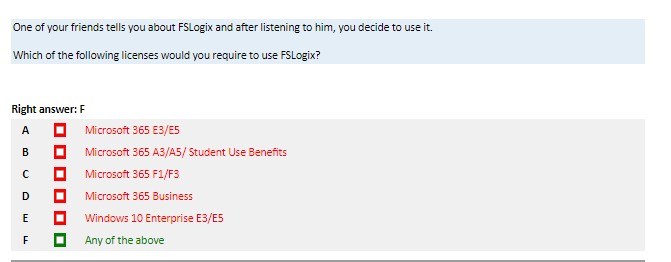 One of your friends tells you about FSLogix and after listening to him, you decide to use it.
Which of the following licenses would you require to use FSLogix?
Right answer: F
A Microsoft 365 E3/E5
B Microsoft 365 A3/A5/ Student Use Benefits
C Microsoft 365 F1/F3
D Microsoft 365 Business
E Windows 10 Enterprise E3/E5
F Any of the above